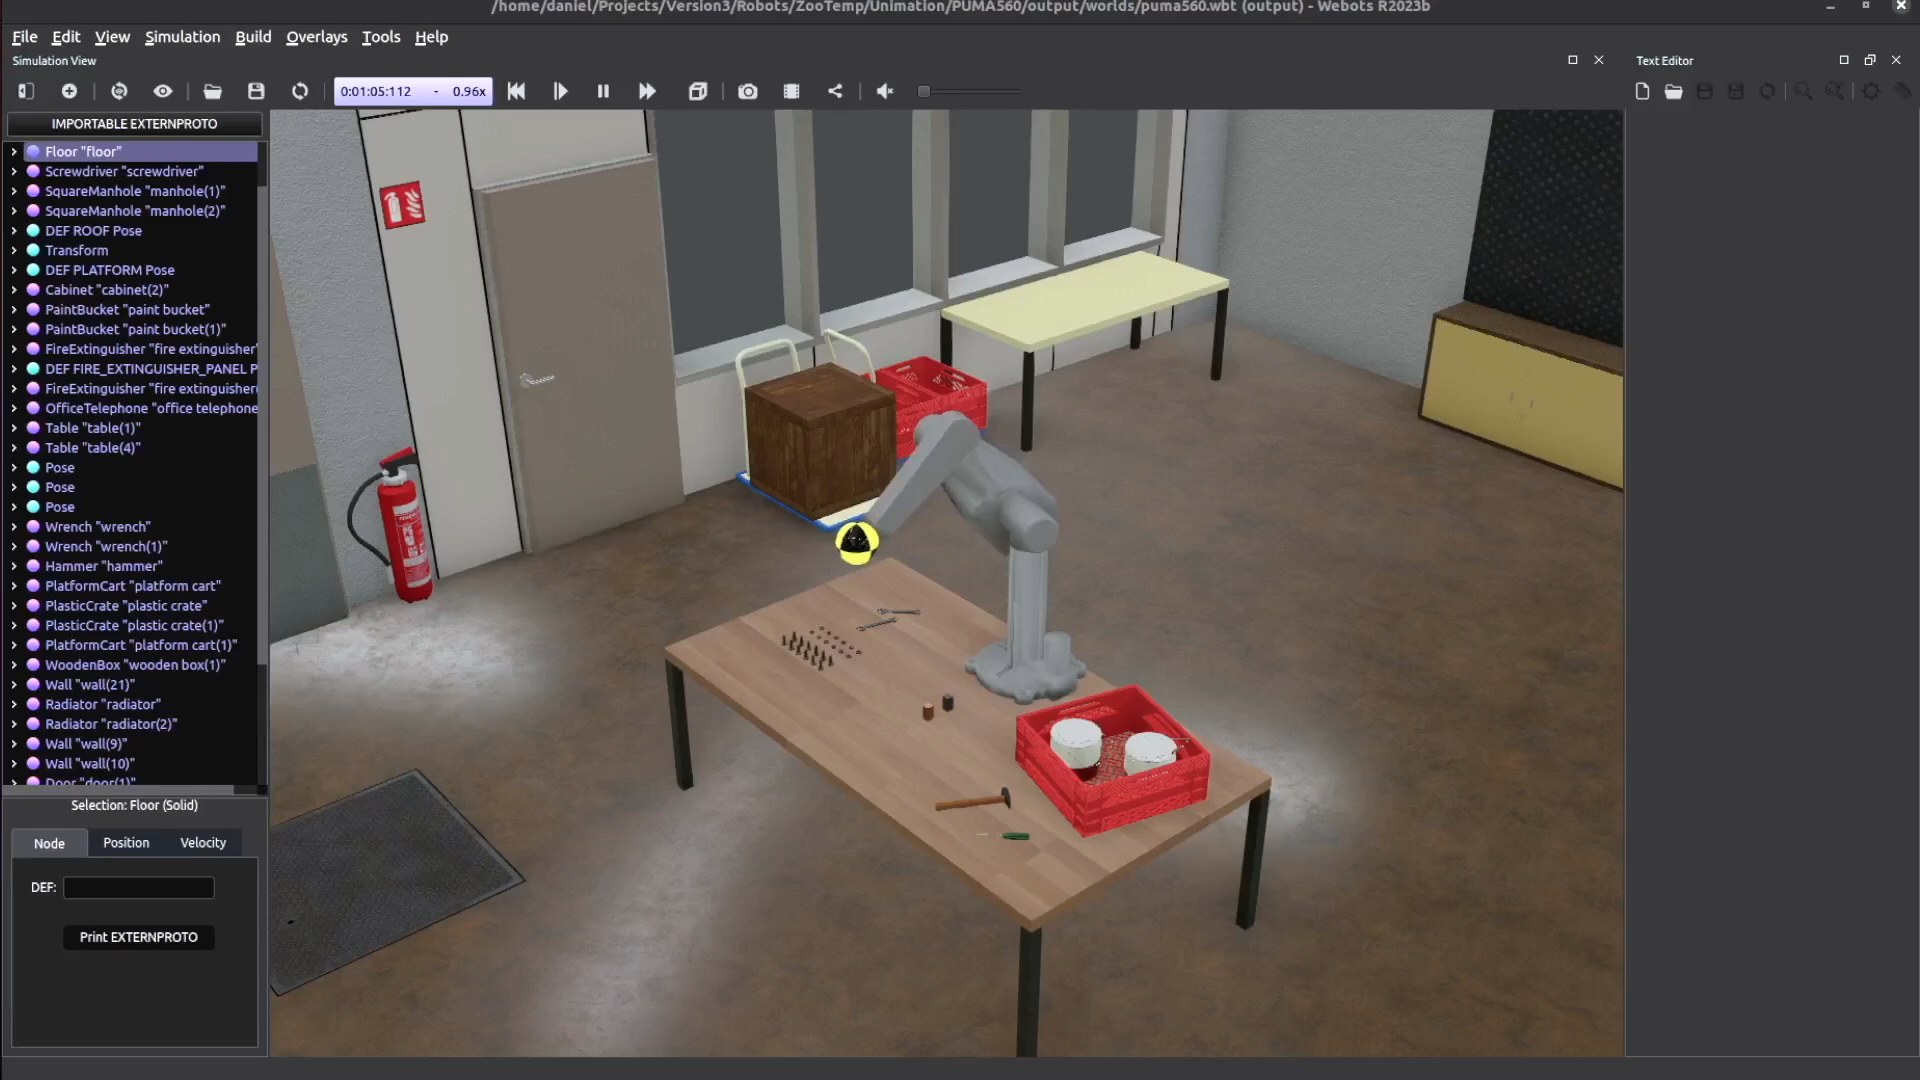 /home/daniel/Projects/Version3/Robots/ZooTemp/Unimation/PUMA560/output/worlds/puma560.wbt (output) - Webots R2023b
File Edit View Simulation Build Overlays Tools Help
Simulation View
Text Editor
0:01:05:112 - 0.96x
IMPORTABLE EXTERNPROTO
Floor "floor"
Screwdriver "screwdriver"
SquareManhole "manhole(1)"
SquareManhole "manhole(2)"
DEF ROOF Pose
Transform
DEF PLATFORM Pose
Cabinet "cabinet(2)"
PaintBucket "paint bucket"
PaintBucket "paint bucket(1)"
FireExtinguisher "fire extinguisher"
DEF FIRE_EXTINGUISHER_PANEL P
FireExtinguisher "fire extinguisher(
OfficeTelephone "office telephone
Table "table(1)"
Table "table(4)"
Pose
Pose
Pose
Wrench "wrench"
Wrench "wrench(1)"
Hammer "hammer"
PlatformCart "platform cart"
PlasticCrate "plastic crate"
PlasticCrate "plastic crate(1)"
PlatformCart "platform cart(1)"
WoodenBox "wooden box(1)"
Wall "wall(21)"
Radiator "radiator"
Radiator "radiator(2)"
Wall "wall(9)"
Wall "wall(10)"
Door "door(1)"
Selection: Floor (Solid)
Node Position Velocity
DEF:
Print EXTERNPROTO